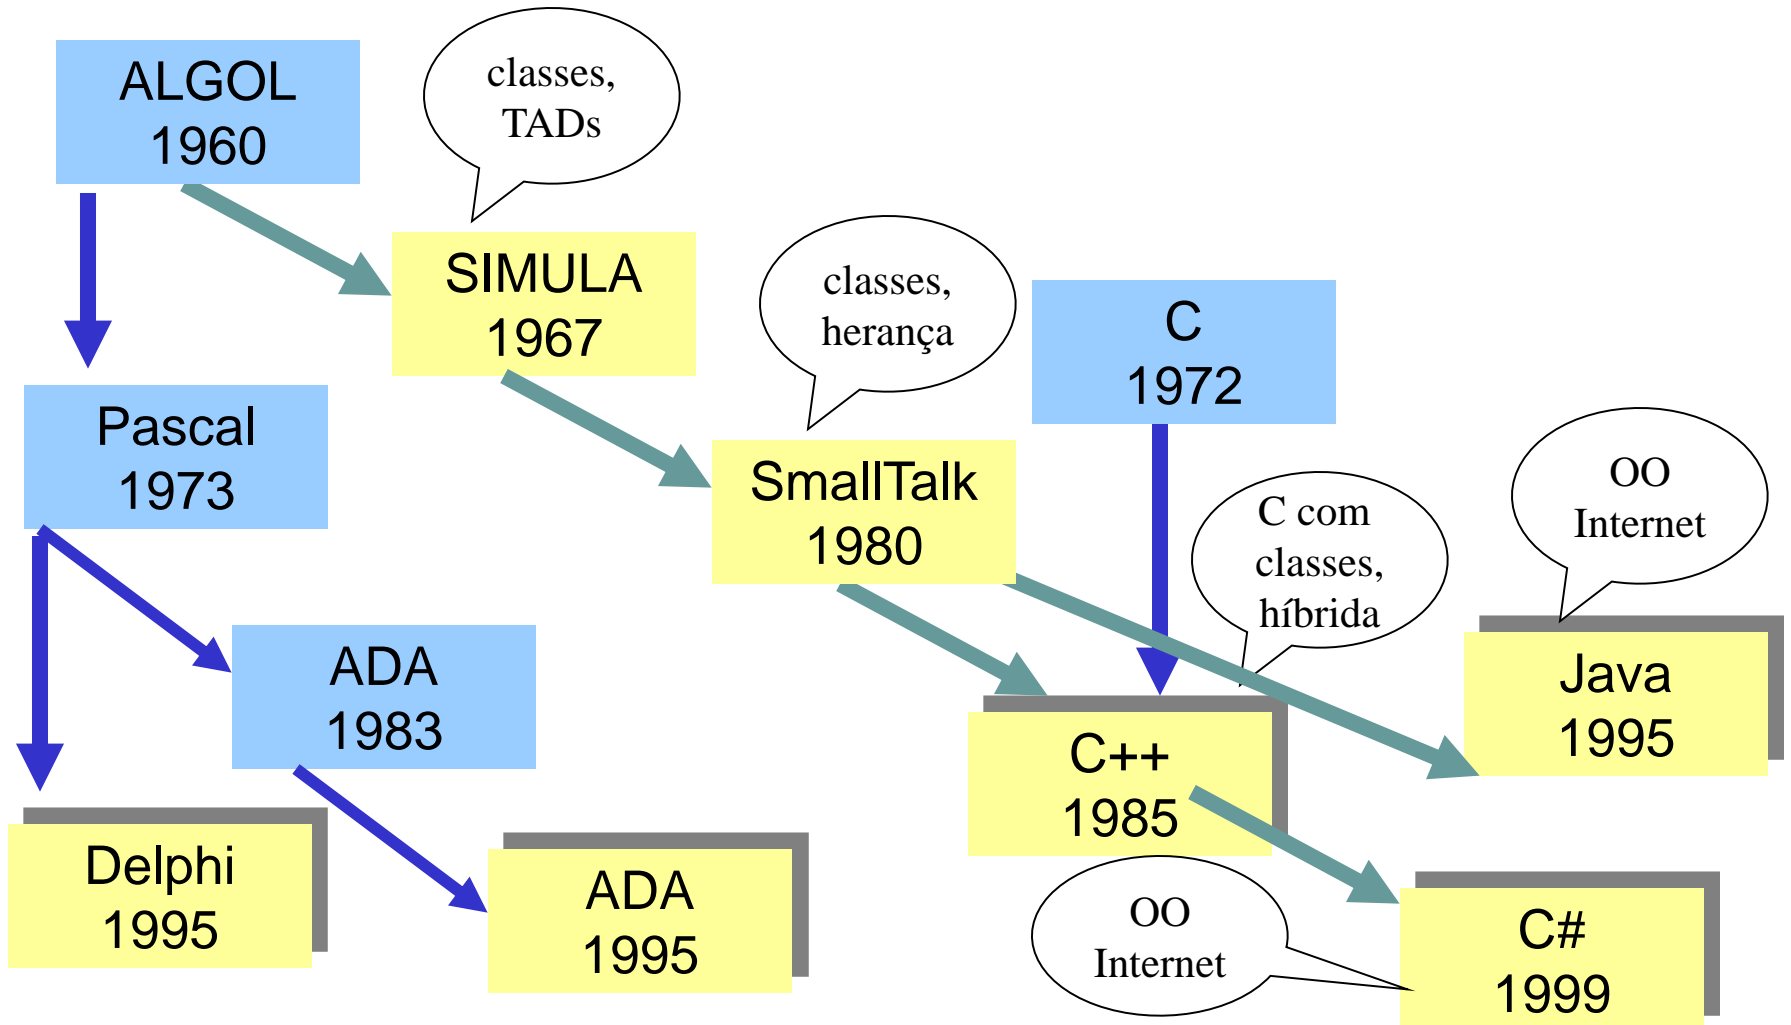 ALGOL
1960
classes,
TADs
SIMULA
1967
classes,
herança
C
1972
Pascal
1973
SmallTalk
1980
C com
classes,
híbrida
OO
Internet
ADA
1983
Java
1995
C++
1985
Delphi
1995
ADA
1995
OO
Internet
C#
1999